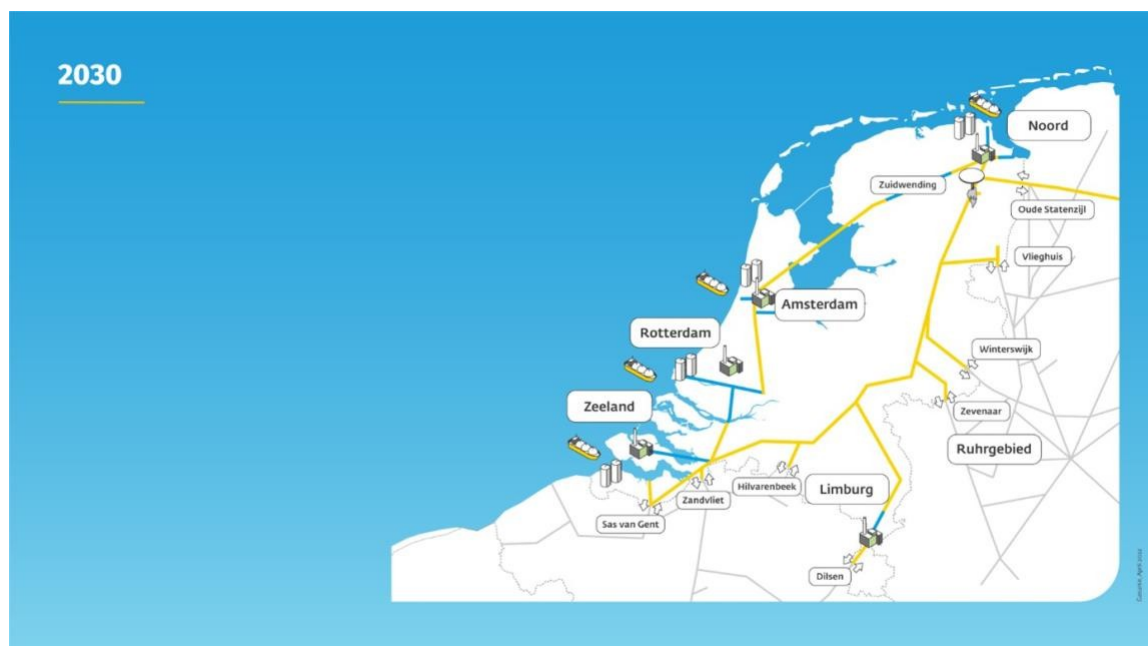 2030
Noord
Zuidwending
Oude Statenzijl
Vlieghuis
Amsterdam
Rotterdam
Winterswijk
Zeeland
Zevenaar
Ruhrgebied
Hilvarenbeek
Limburg
Zandvliet
Sas van Gent
Dilsen